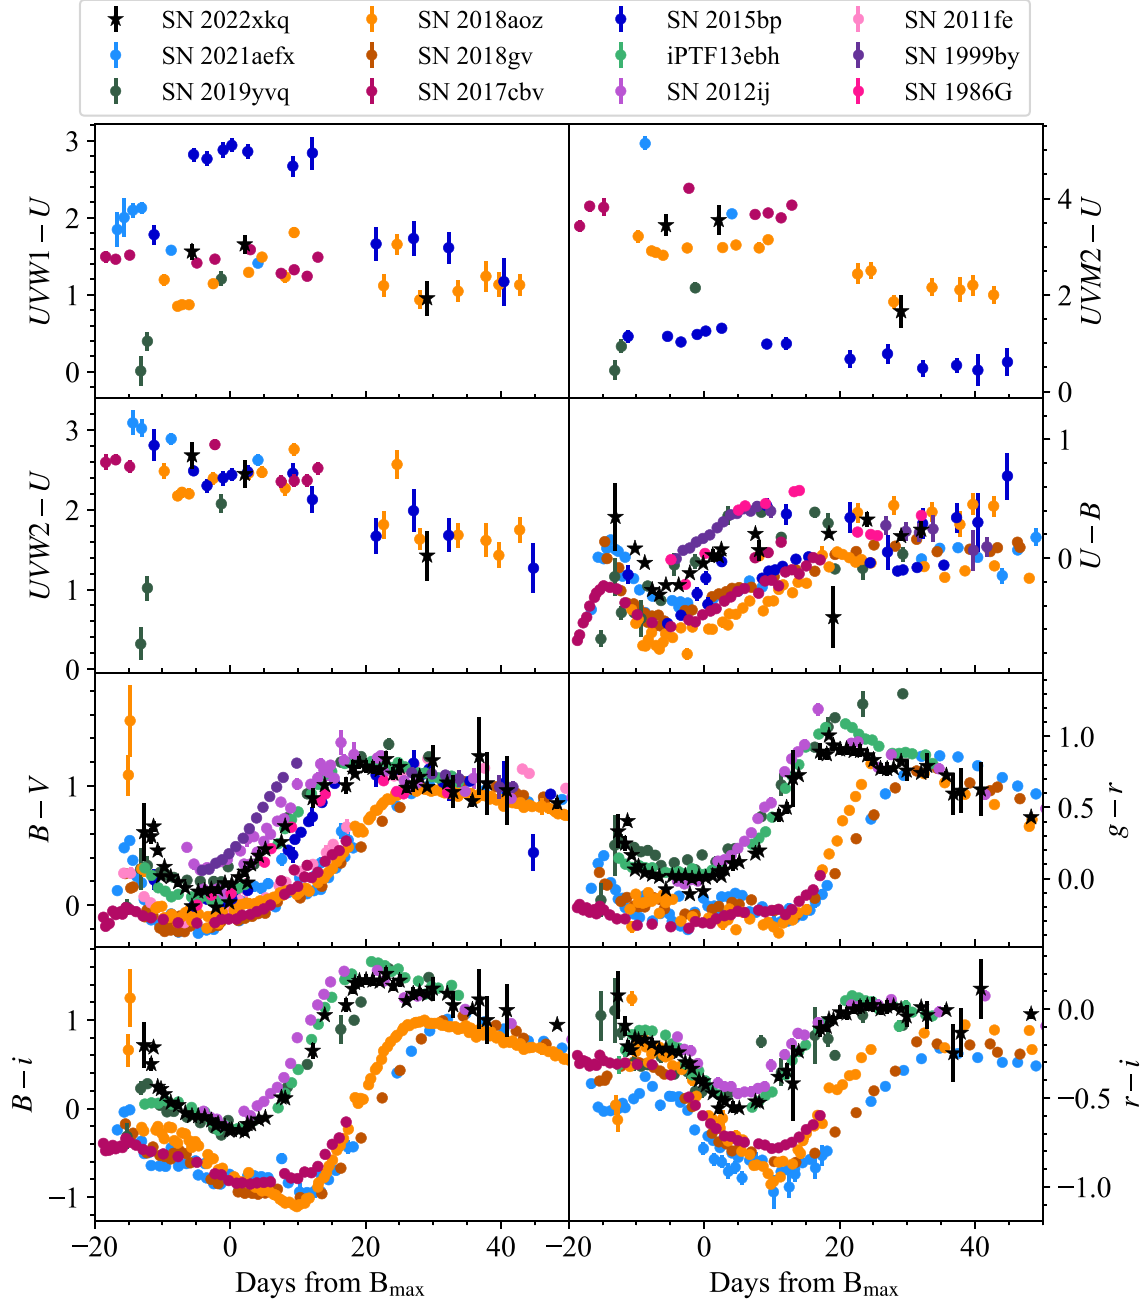 SN 2022xkq SN 2018aoz SN 2015bp SN 2011fe
SN 2021aefx SN 2018gv iPTF13ebh SN 1999by
SN 2019yvq SN 2017cbv SN 2012ij SN 1986G
3
2
1
0
UVW1 − U
4
2
0
UVM2 − U
3
2
1
0
UVW2 − U
1
0
U − B
1
0
B − V
1.0
0.5
0.0
g − r
1
0
−1
B − i
0.0
−0.5
−1.0
r − i
−20 0 20 40 −20 0 20 40
Days from Bmax Days from Bmax